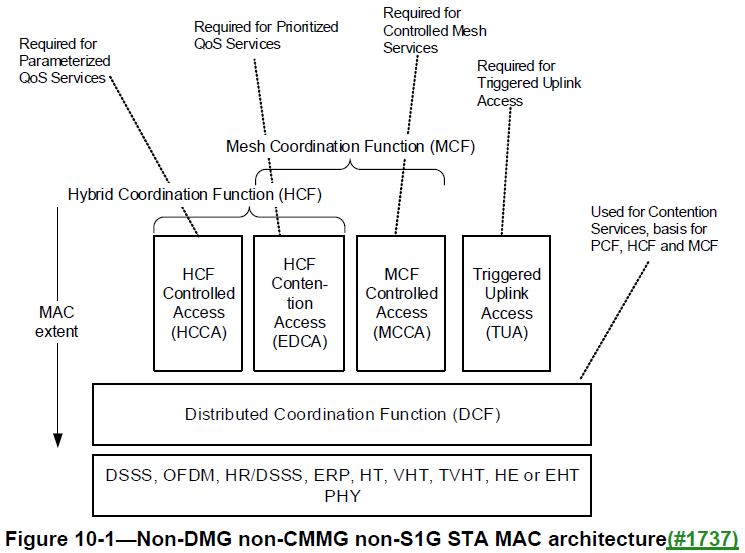 Required for
Parameterized
QoS Services
Required for Prioritized
QoS Services
Required for
Controlled Mesh
Services
Required for
Triggered Uplink
Access
Mesh Coordination Function (MCF)
Hybrid Coordination Function (HCF)
Used for Contention
Services, basis for
PCF, HCF and MCF
MAC
extent
HCF
Controlled
Access
(HCCA)
HCF
Conten-
tion
Access
(EDCA)
MCF
Controlled
Access
(MCCA)
Triggered
Uplink
Access
(TUA)
Distributed Coordination Function (DCF)
DSSS, OFDM, HR/DSSS, ERP, HT, VHT, TVHT, HE or EHT
PHY
Figure 10-1—Non-DMG non-CMMG non-S1G STA MAC architecture(#1737)